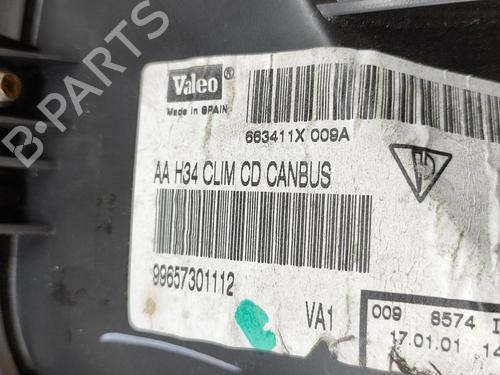 B-PARTS
Valeo ®
Made in SPAIN
663411X 009A
AA H34 CLIM CD CANBUS
99657301112
VA1
009 8574
17.01.01 14